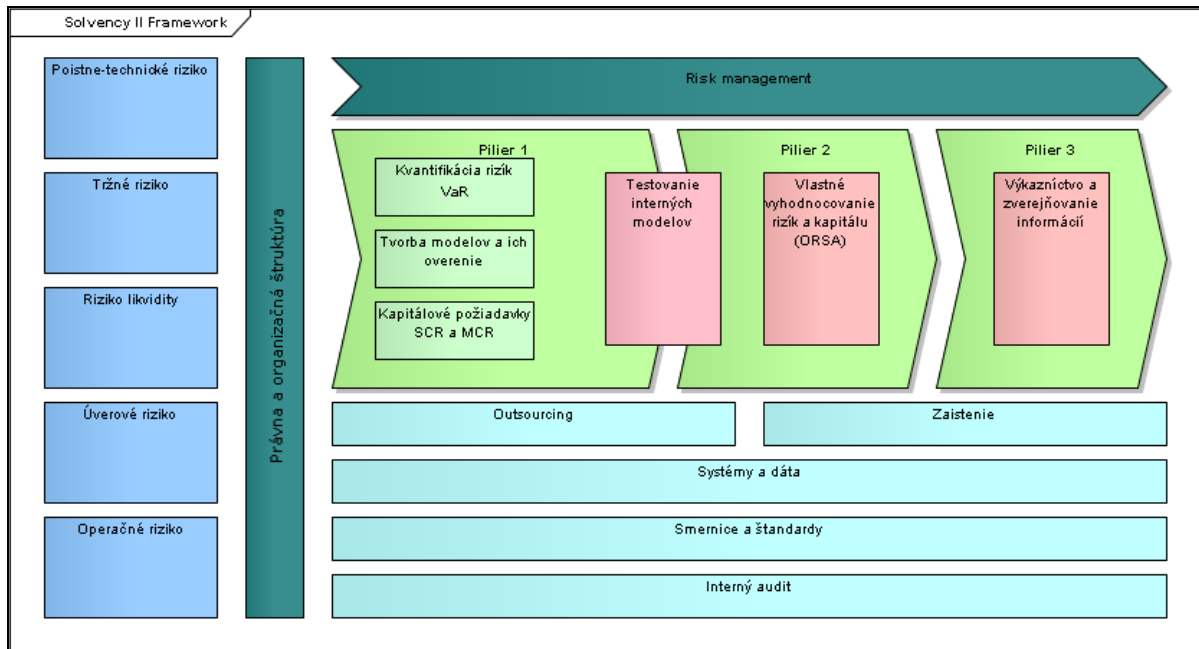 Solvency II Framework
Poistne-technické riziko
Tržné riziko
Riziko likvidity
Úverové riziko
Operačné riziko
Právna a organizačná štruktúra
Risk management
Pilier 1
Kvantifikácia rizík
VaR
Tvorba modelov a ich
overenie
Kapitálové požiadavky
SCR a MCR
Testovanie
interných
modelov
Pilier 2
Vlastné
vyhodnocovanie
rizík a kapitálu
(ORSA)
Pilier 3
Výkazníctvo a
zverejňovanie
informácií
Outsourcing
Zaistenie
Systémy a dáta
Smernice a štandardy
Interný audit